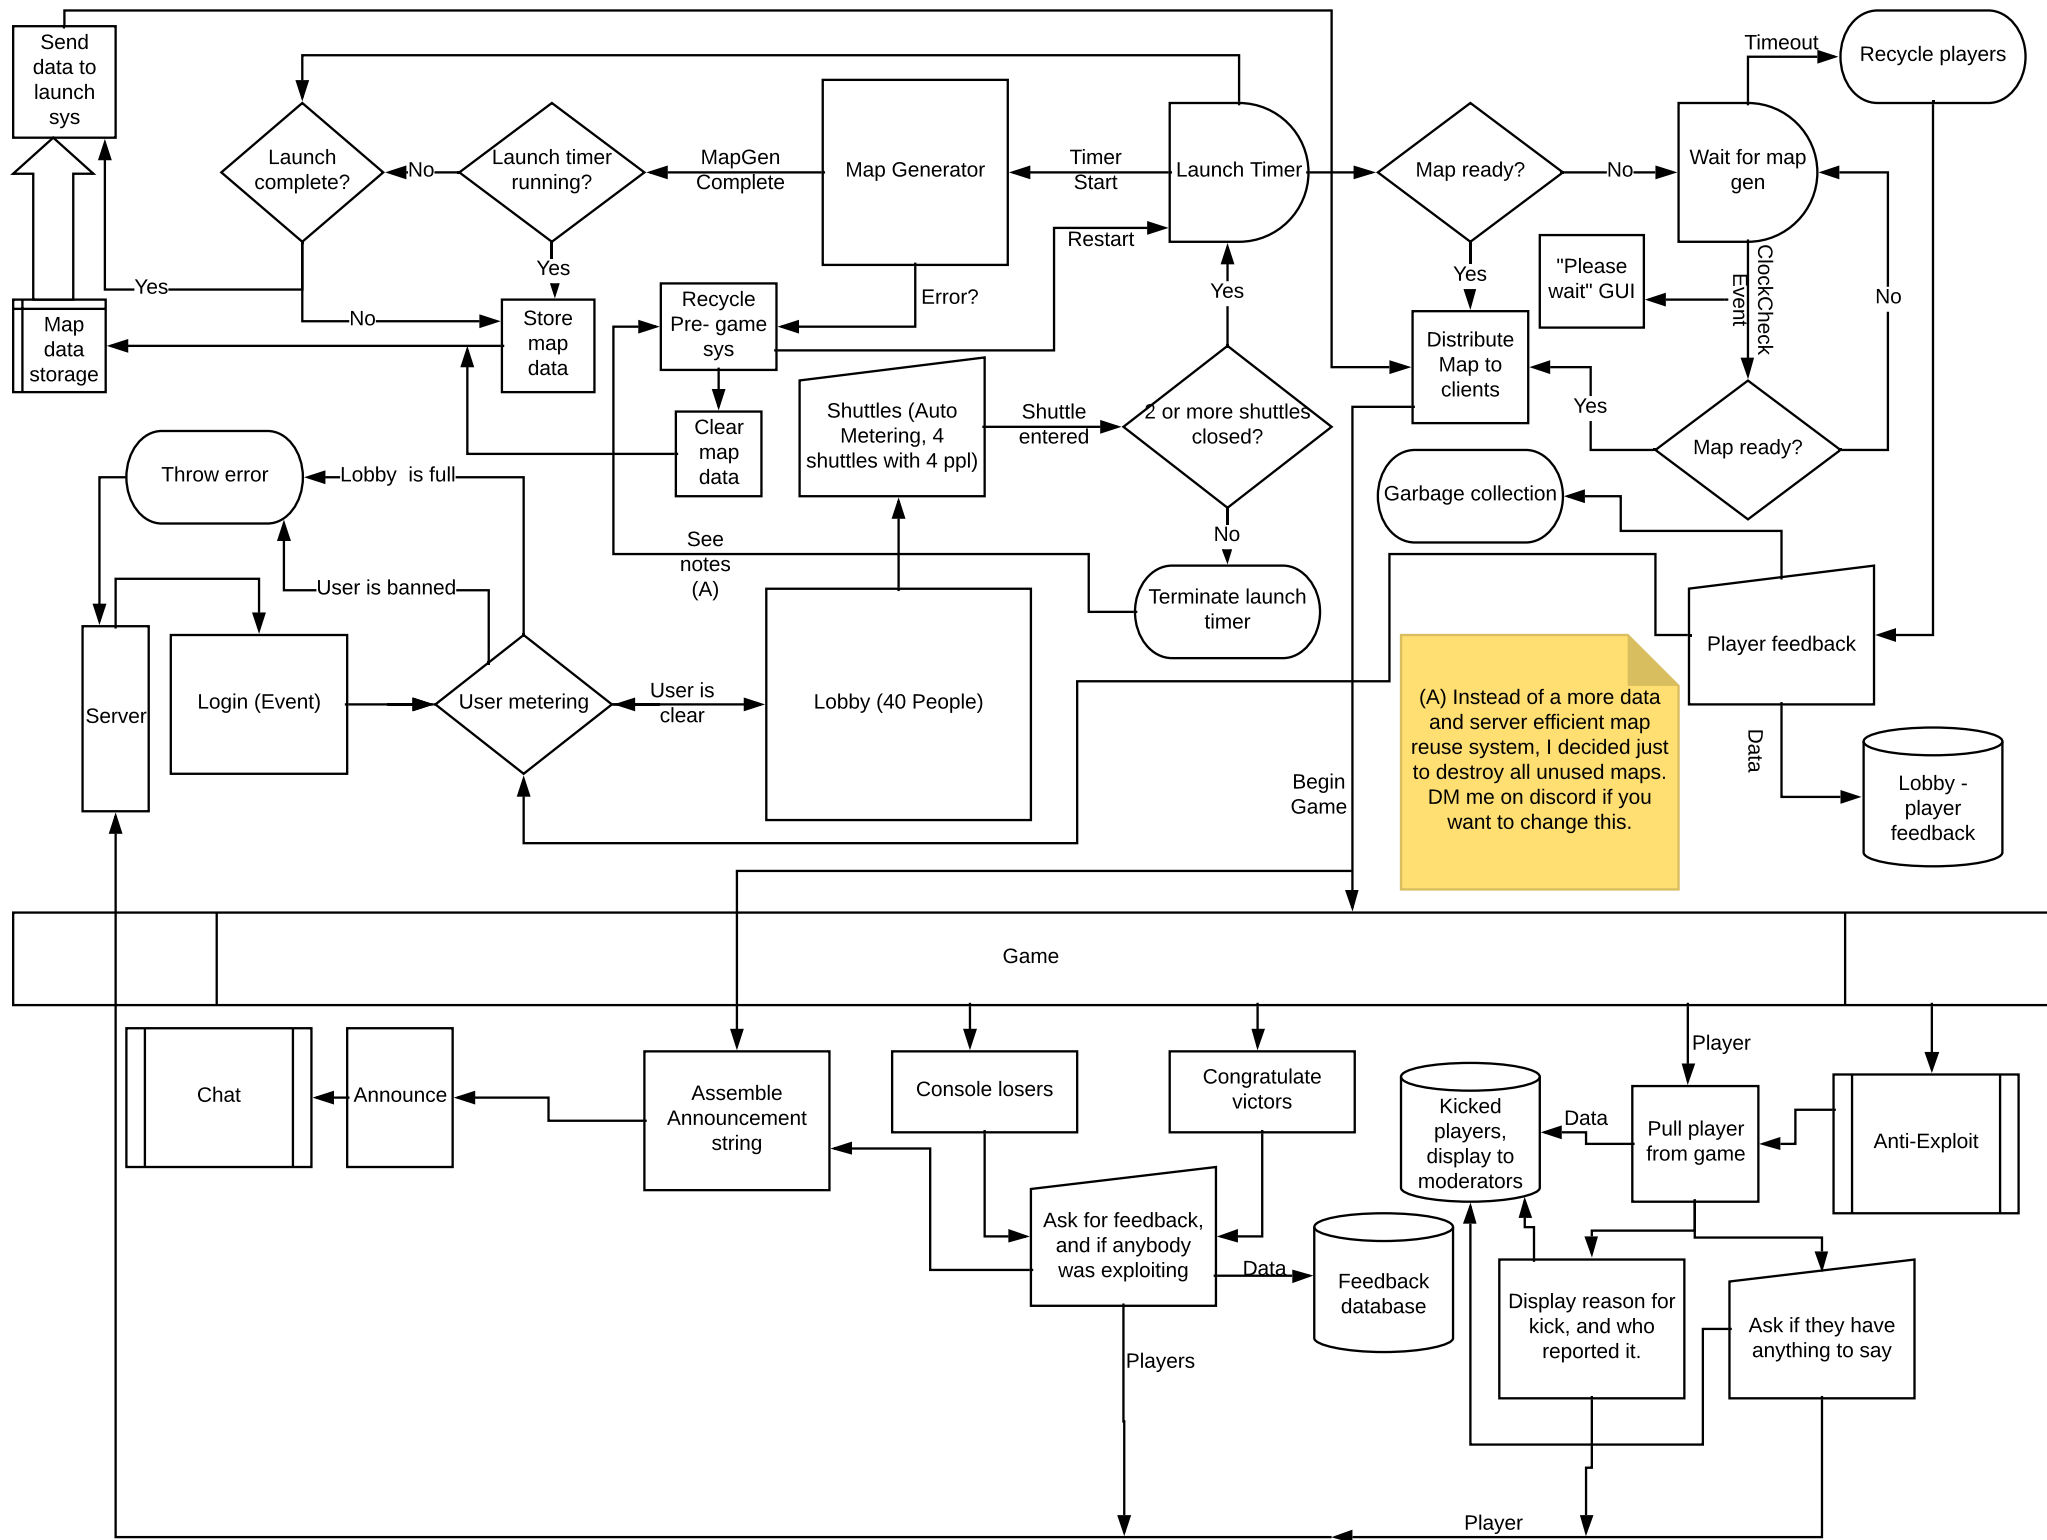 Send
data to
launch
sys
Timeout
Recycle players
Launch
complete?
No
Launch timer
running?
MapGen
Complete
Map Generator
Timer
Start
Launch Timer
Map ready?
No
Wait for map
gen
Restart
Yes
Yes
Error?
Yes
Yes
"Please
wait" GUI
ClockCheck
Event
No
No
Map
data
storage
Store
map
data
Recycle
Pre- game
sys
Distribute
Map to
clients
Yes
Shuttles (Auto
Metering, 4
shuttles with 4 ppl)
Shuttle
entered
2 or more shuttles
closed?
Map ready?
Clear
map
data
Throw error
Lobby  is full
Garbage collection
See
notes
(A)
No
User is banned
Terminate launch
timer
Server
Login (Event)
User metering
User is
clear
Lobby (40 People)
Player feedback
(A) Instead of a more data
and server efficient map
reuse system, I decided just
to destroy all unused maps.
DM me on discord if you
want to change this.
Data
Lobby -
player
feedback
Begin
Game
Game
Chat
Announce
Assemble
Announcement
string
Console losers
Congratulate
victors
Player
Kicked
players,
display to
moderators
Data
Pull player
from game
Anti-Exploit
Ask for feedback,
and if anybody
was exploiting
Data
Feedback
database
Display reason for
kick, and who
reported it.
Ask if they have
anything to say
Players
Player